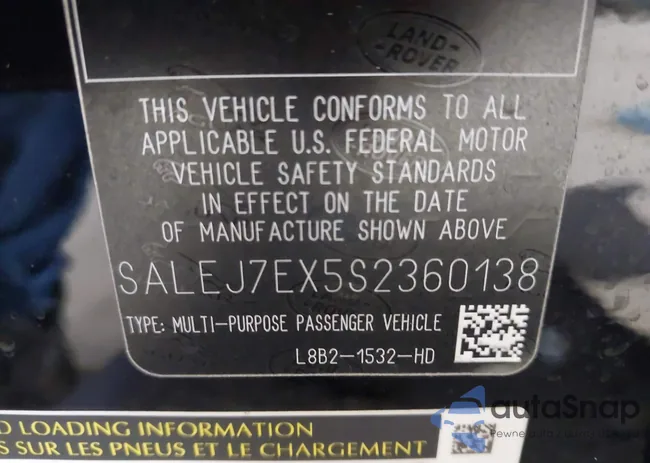 LAND-
-ROVER
THIS VEHICLE CONFORMS TO ALL
APPLICABLE U.S. FEDERAL MOTOR
VEHICLE SAFETY STANDARDS
IN EFFECT ON THE DATE
OF MANUFACTURE SHOWN ABOVE
SALEJ7EX5S2360138
TYPE: MULTI-PURPOSE PASSENGER VEHICLE
L8B2-1532-HD
D LOADING INFORMATION
S SUR LES PNEUS ET LE CHARGEMENT
autoSnap